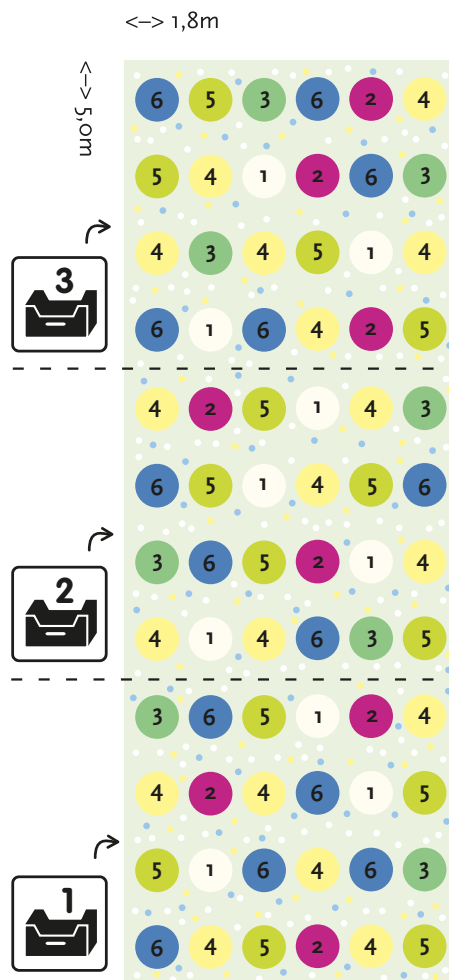 <–> 1,8m
<–> 5,0m
6 5 3 6 2 4
5 4 1 2 6 3
4 3 4 5 1 4
3
6 1 6 4 2 5
4 2 5 1 4 3
6 5 1 4 5 6
3 6 5 2 1 4
2
4 1 4 6 3 5
3 6 5 1 2 4
4 2 4 6 1 5
5 1 6 4 6 3
1
6 4 5 2 4 5